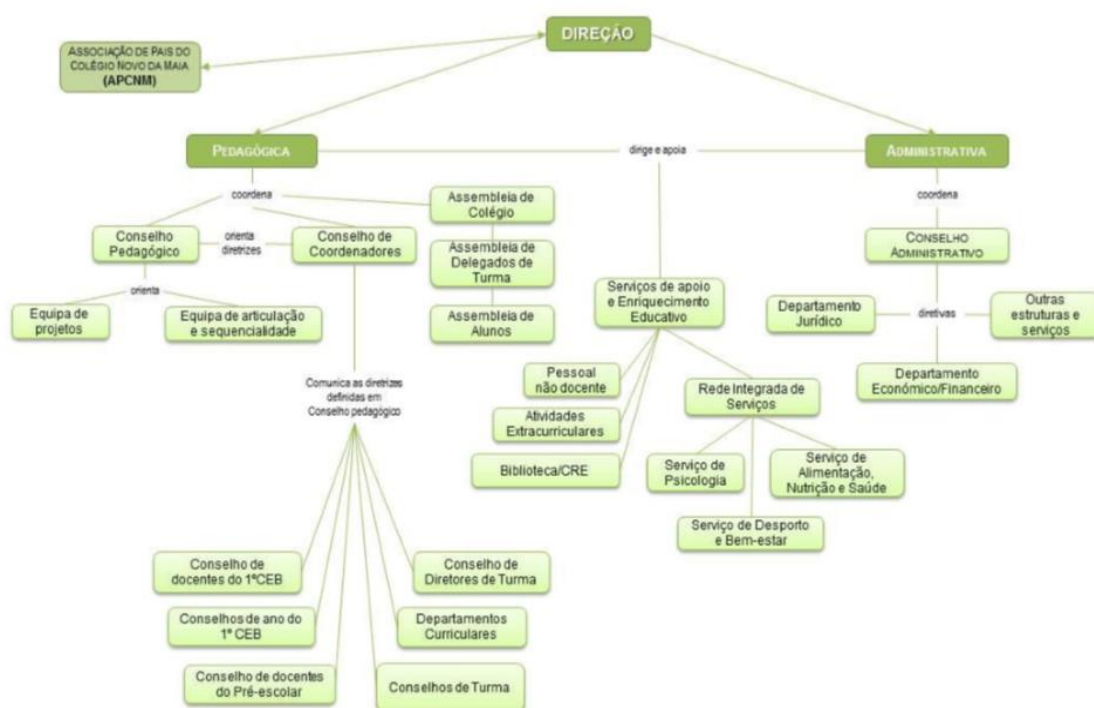 DIREÇÃO
ASSOCIAÇÃO DE PAIS DO
COLÉGIO NOVO DA MAIA
(APCNM)
PEDAGÓGICA
dirige e apoia
ADMINISTRATIVA
coordena
coordena
Assembleia de
Colégio
Conselho
Pedagógico
orienta
diretrizes
Conselho de
Coordenadores
Assembleia de
Delegados de
Turma
Assembleia de
Alunos
CONSELHO
ADMINISTRATIVO
orienta
Equipa de
projetos
Equipa de articulação
e sequencialidade
Serviços de apoio
e Enriquecimento
Educativo
Departamento
Jurídico
diretivas
Outras
estruturas e
serviços
Departamento
Económico/Financeiro
Comunica as diretrizes
definidas em
Conselho pedagógico
Pessoal
não docente
Rede Integrada de
Serviços
Atividades
Extracurriculares
Biblioteca/CRE
Serviço de
Psicologia
Serviço de
Alimentação,
Nutrição e Saúde
Serviço de Desporto
e Bem-estar
Conselho de
docentes do 1ºCEB
Conselho de
Diretores de Turma
Conselhos de ano do
1º CEB
Departamentos
Curriculares
Conselho de docentes
do Pré-escolar
Conselhos de Turma